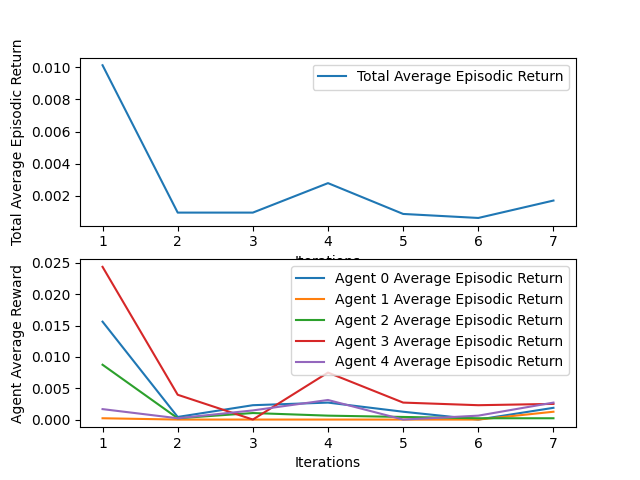 Total Average Episodic Return
Total Average Episodic Return
0.010
0.008
0.006
0.004
0.002
1 2 3 4 5 6 7
Iterations
Agent Average Reward
0.025
0.020
0.015
0.010
0.005
0.000
Agent 0 Average Episodic Return
Agent 1 Average Episodic Return
Agent 2 Average Episodic Return
Agent 3 Average Episodic Return
Agent 4 Average Episodic Return
1 2 3 4 5 6 7
Iterations